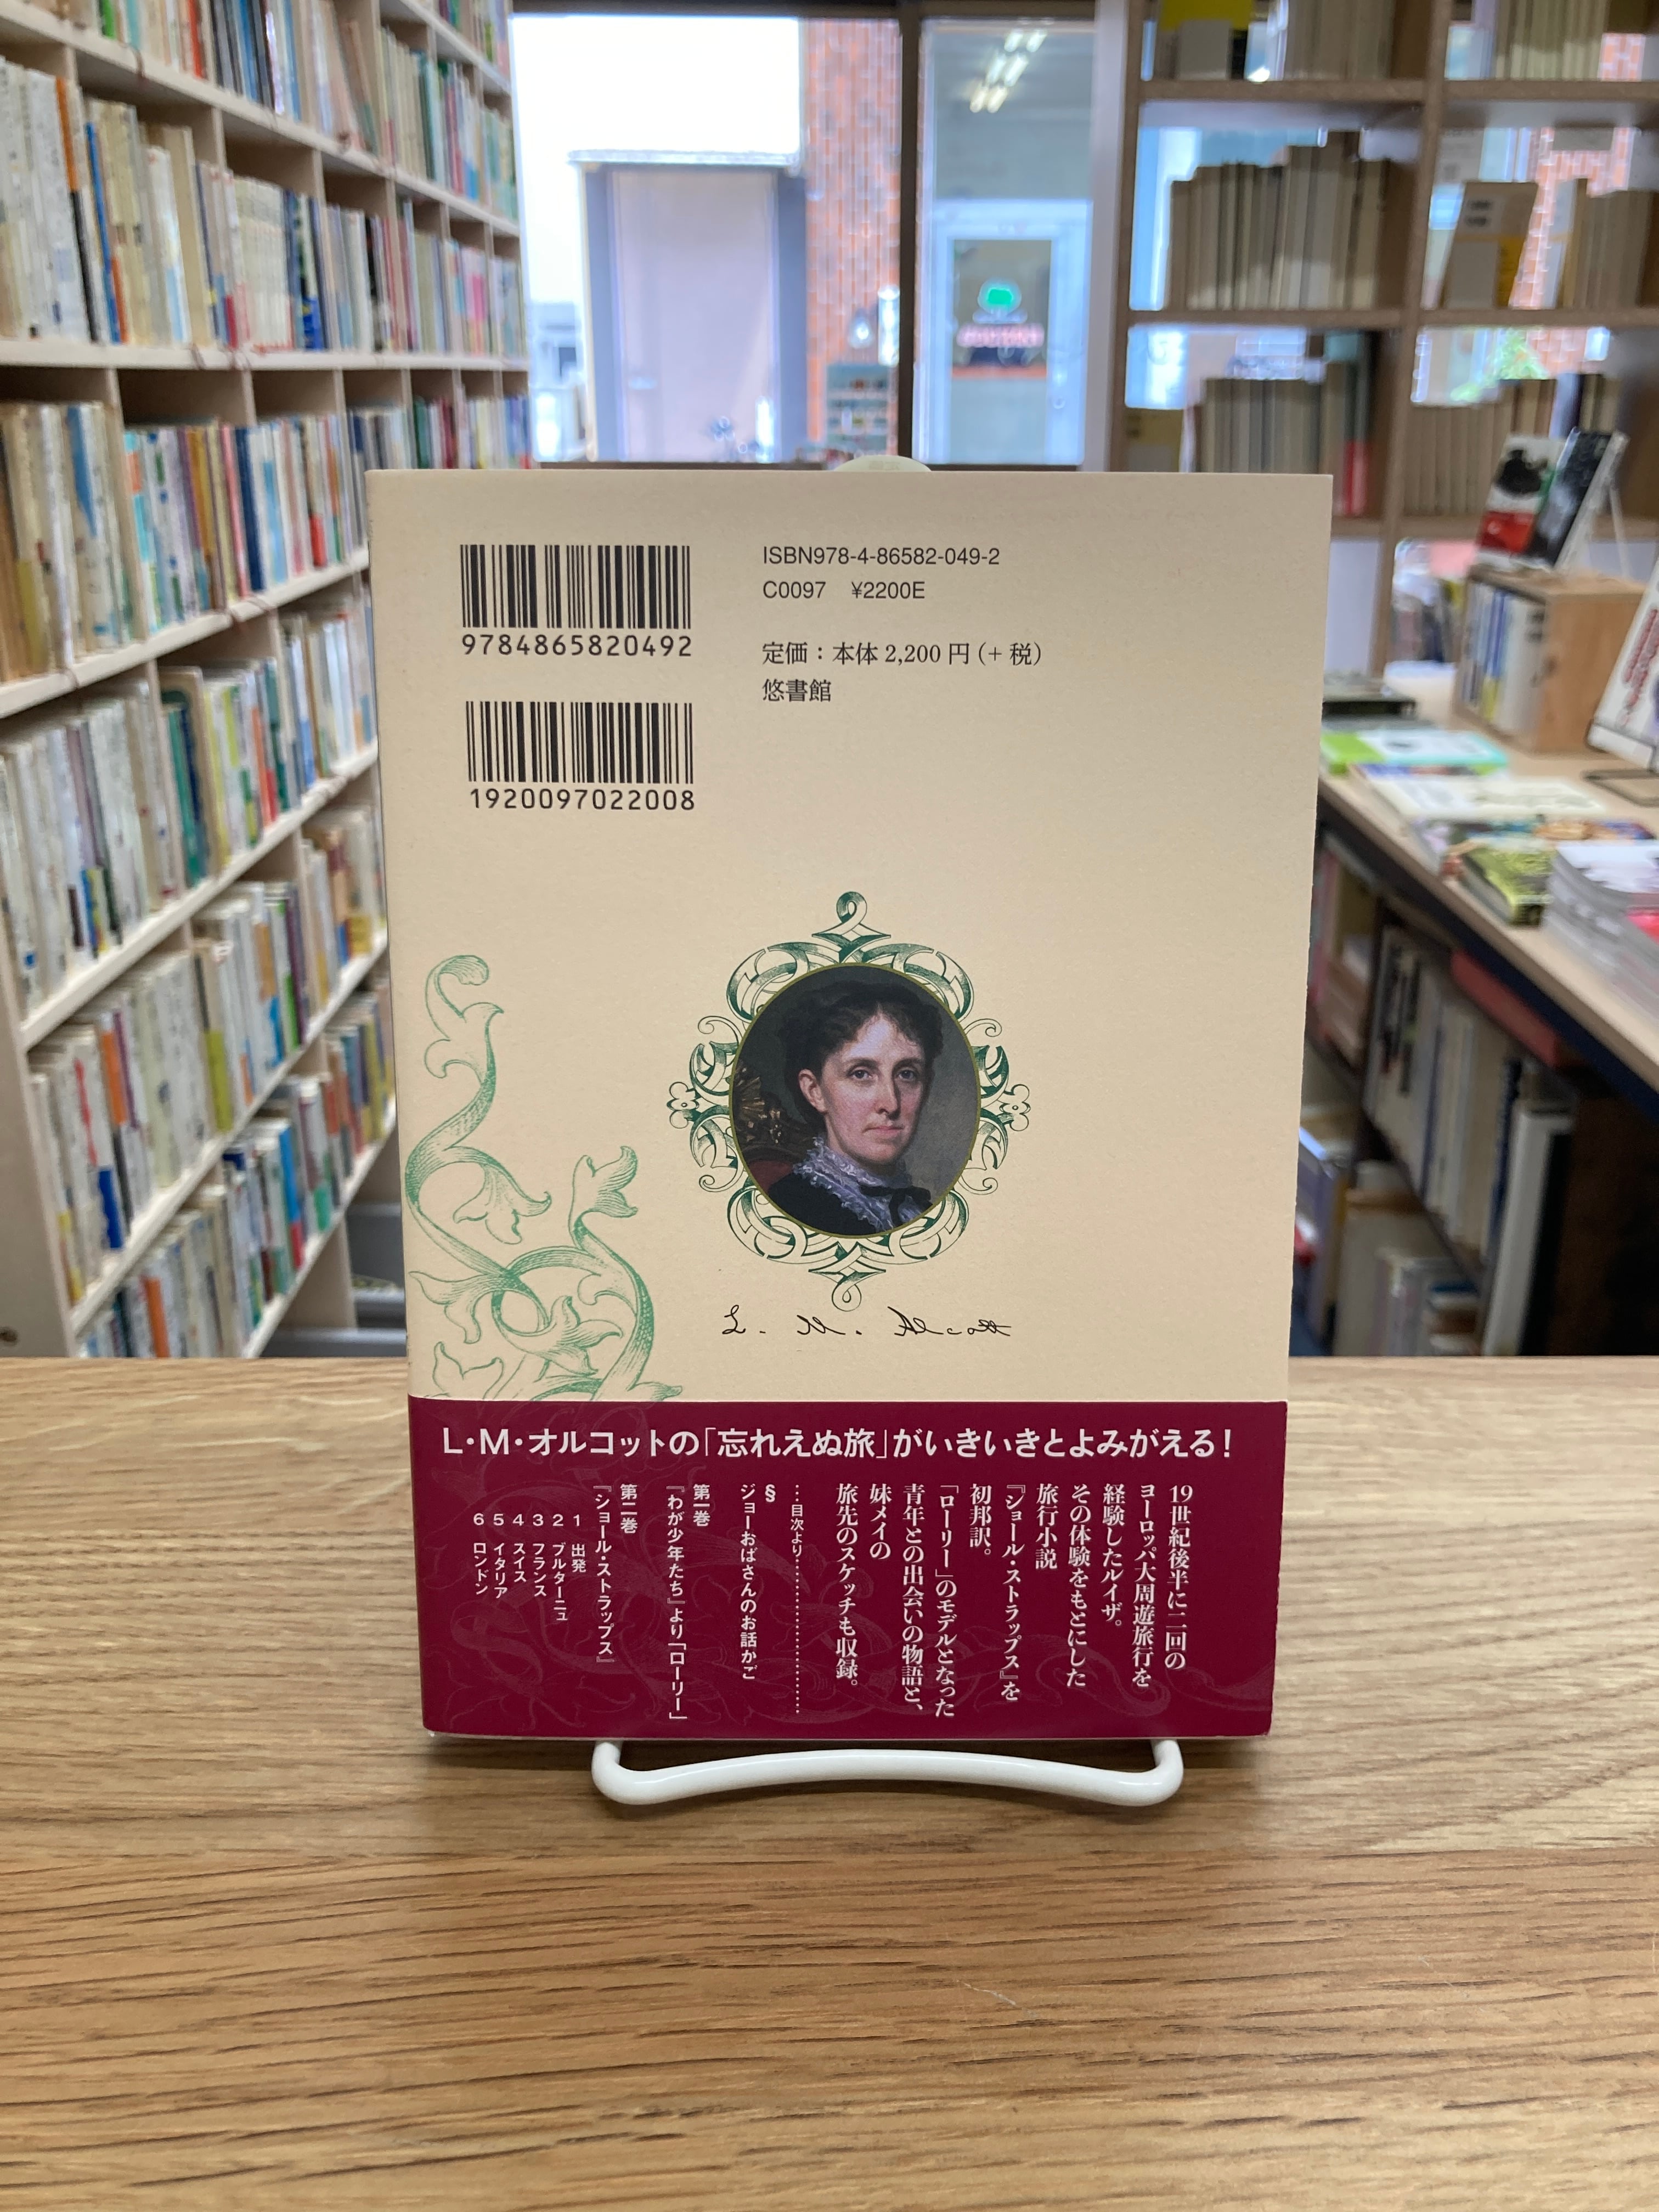 9784865820492
1920097022008
ISBN978-4-86582-049-2
C0097 ¥2200E
定価：本体 2,200 円（+ 税）
悠書館
L. M. Alcott
L・M・オルコットの「忘れえぬ旅」がいきいきとよみがえる！
19世紀後半に二回の
ヨーロッパ大周遊旅行を
経験したルイザ。
その体験をもとにした
旅行小説
『ショール・ストラップス』を
初邦訳。
「ローリー」のモデルとなった
青年との出会いの物語と、
妹メイの
旅先のスケッチも収録。
‥目次より‥‥‥‥‥‥‥‥‥‥
§
ジョーおばさんのお話かご
第一巻
『わが少年たち』より「ローリー」
第二巻
『ショール・ストラップス』
1 出発
2 ブルターニュ
3 フランス
4 スイス
5 イタリア
6 ロンドン